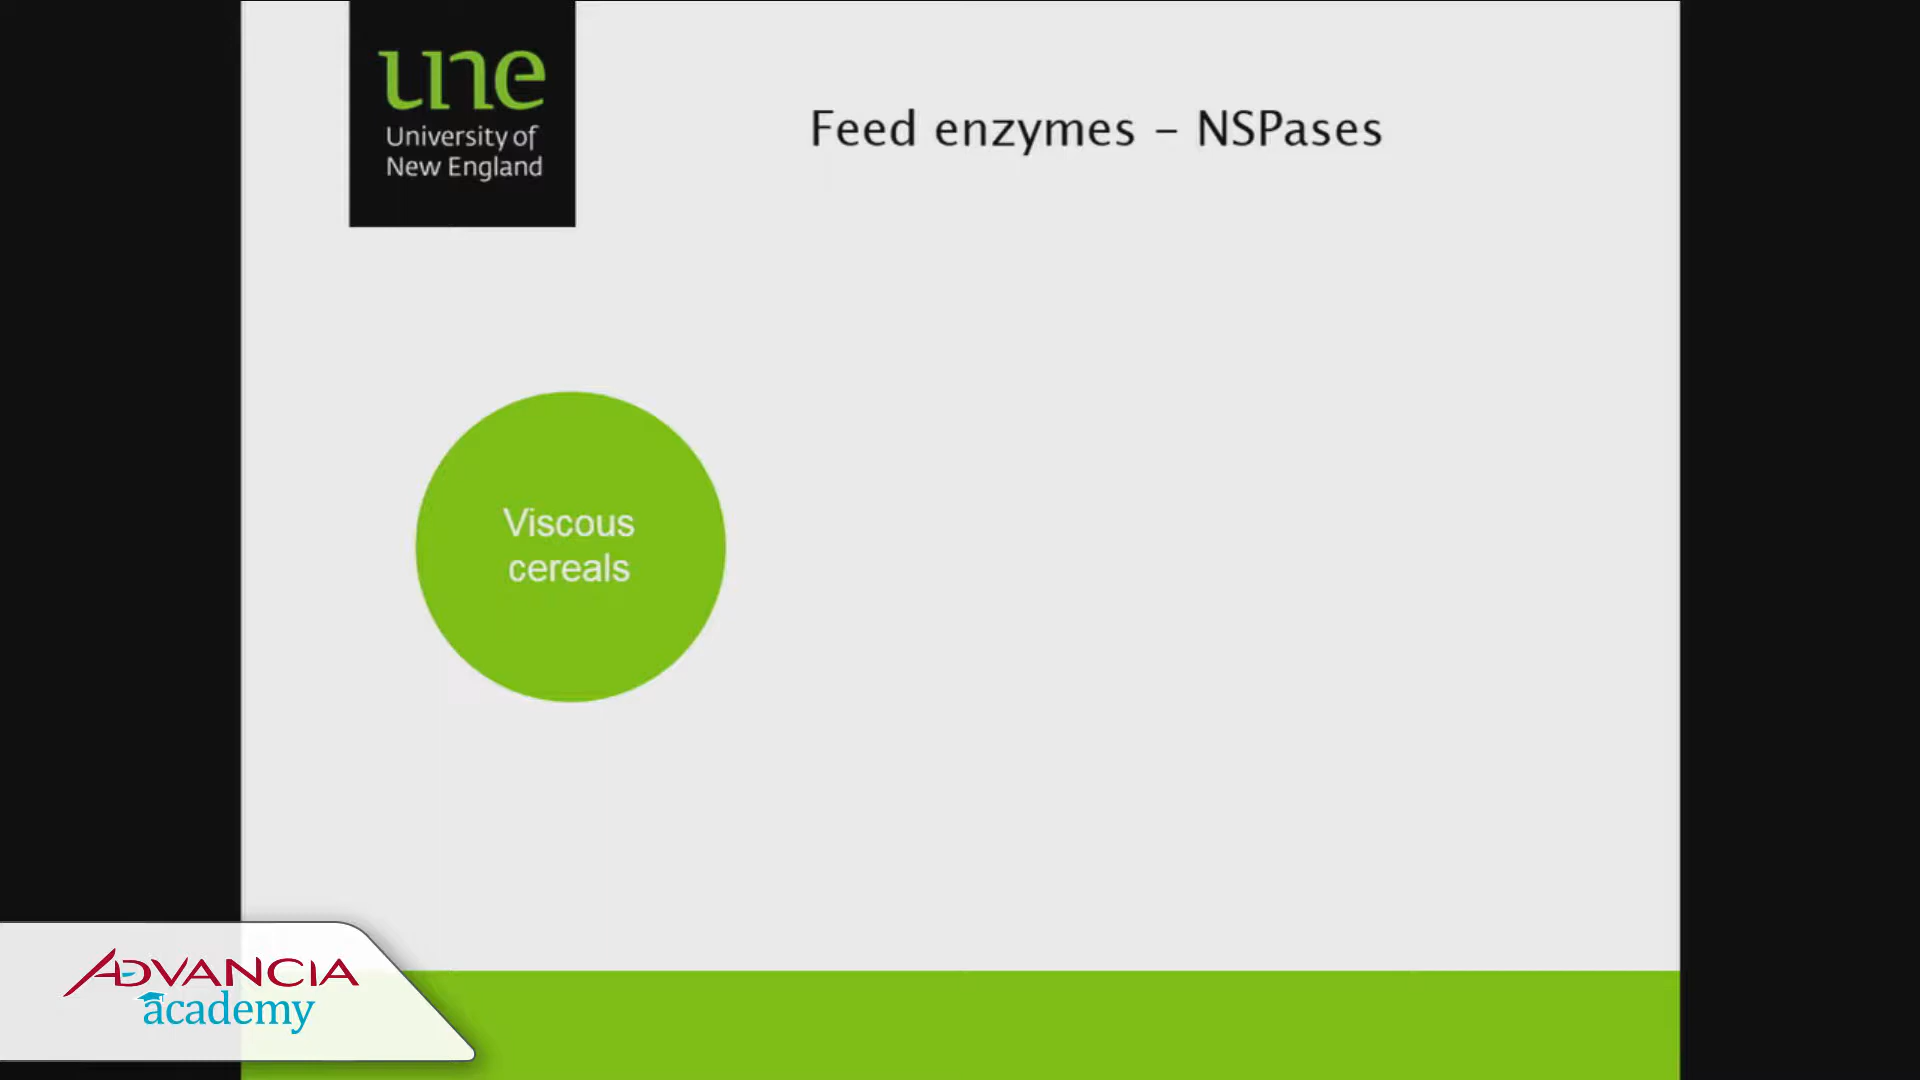 une
University of
New England
Feed enzymes – NSPases
Viscous
cereals
ADVANCIA
academy